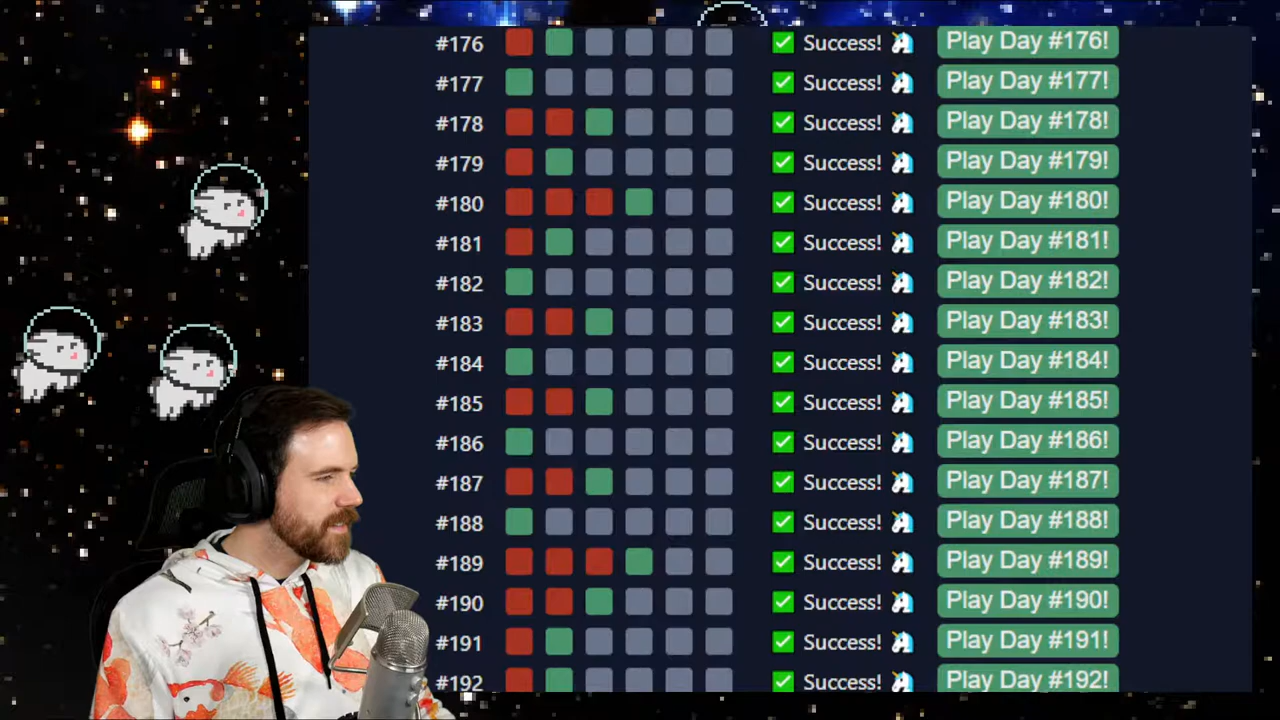 #176 Success! Play Day #176!
#177 Success! Play Day #177!
#178 Success! Play Day #178!
#179 Success! Play Day #179!
#180 Success! Play Day #180!
#181 Success! Play Day #181!
#182 Success! Play Day #182!
#183 Success! Play Day #183!
#184 Success! Play Day #184!
#185 Success! Play Day #185!
#186 Success! Play Day #186!
#187 Success! Play Day #187!
#188 Success! Play Day #188!
#189 Success! Play Day #189!
#190 Success! Play Day #190!
#191 Success! Play Day #191!
#192 Success! Play Day #192!